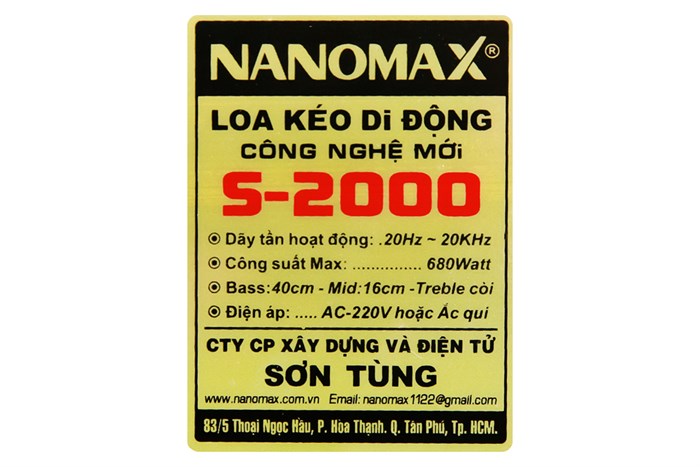 NANOMAX®
LOA KÉO Di ĐỘNG
CÔNG NGHỆ MỚi
S-2000
◉ Dãy tần hoạt động: .20Hz ~ 20KHz
◉ Công suất Max: ............... 680Watt
◉ Bass:40cm - Mid:16cm -Treble còi
◉ Điện áp: ..... AC-220V hoặc Ắc qui
CTY CP XÂY DỰNG VÀ ĐIỆN TỬ
SƠN TÙNG
www.nanomax.com.vn Email: nanomax1122@gmail.com
83/5 Thoại Ngọc Hầu, P. Hòa Thạnh. Q. Tân Phú, Tp. HCM.